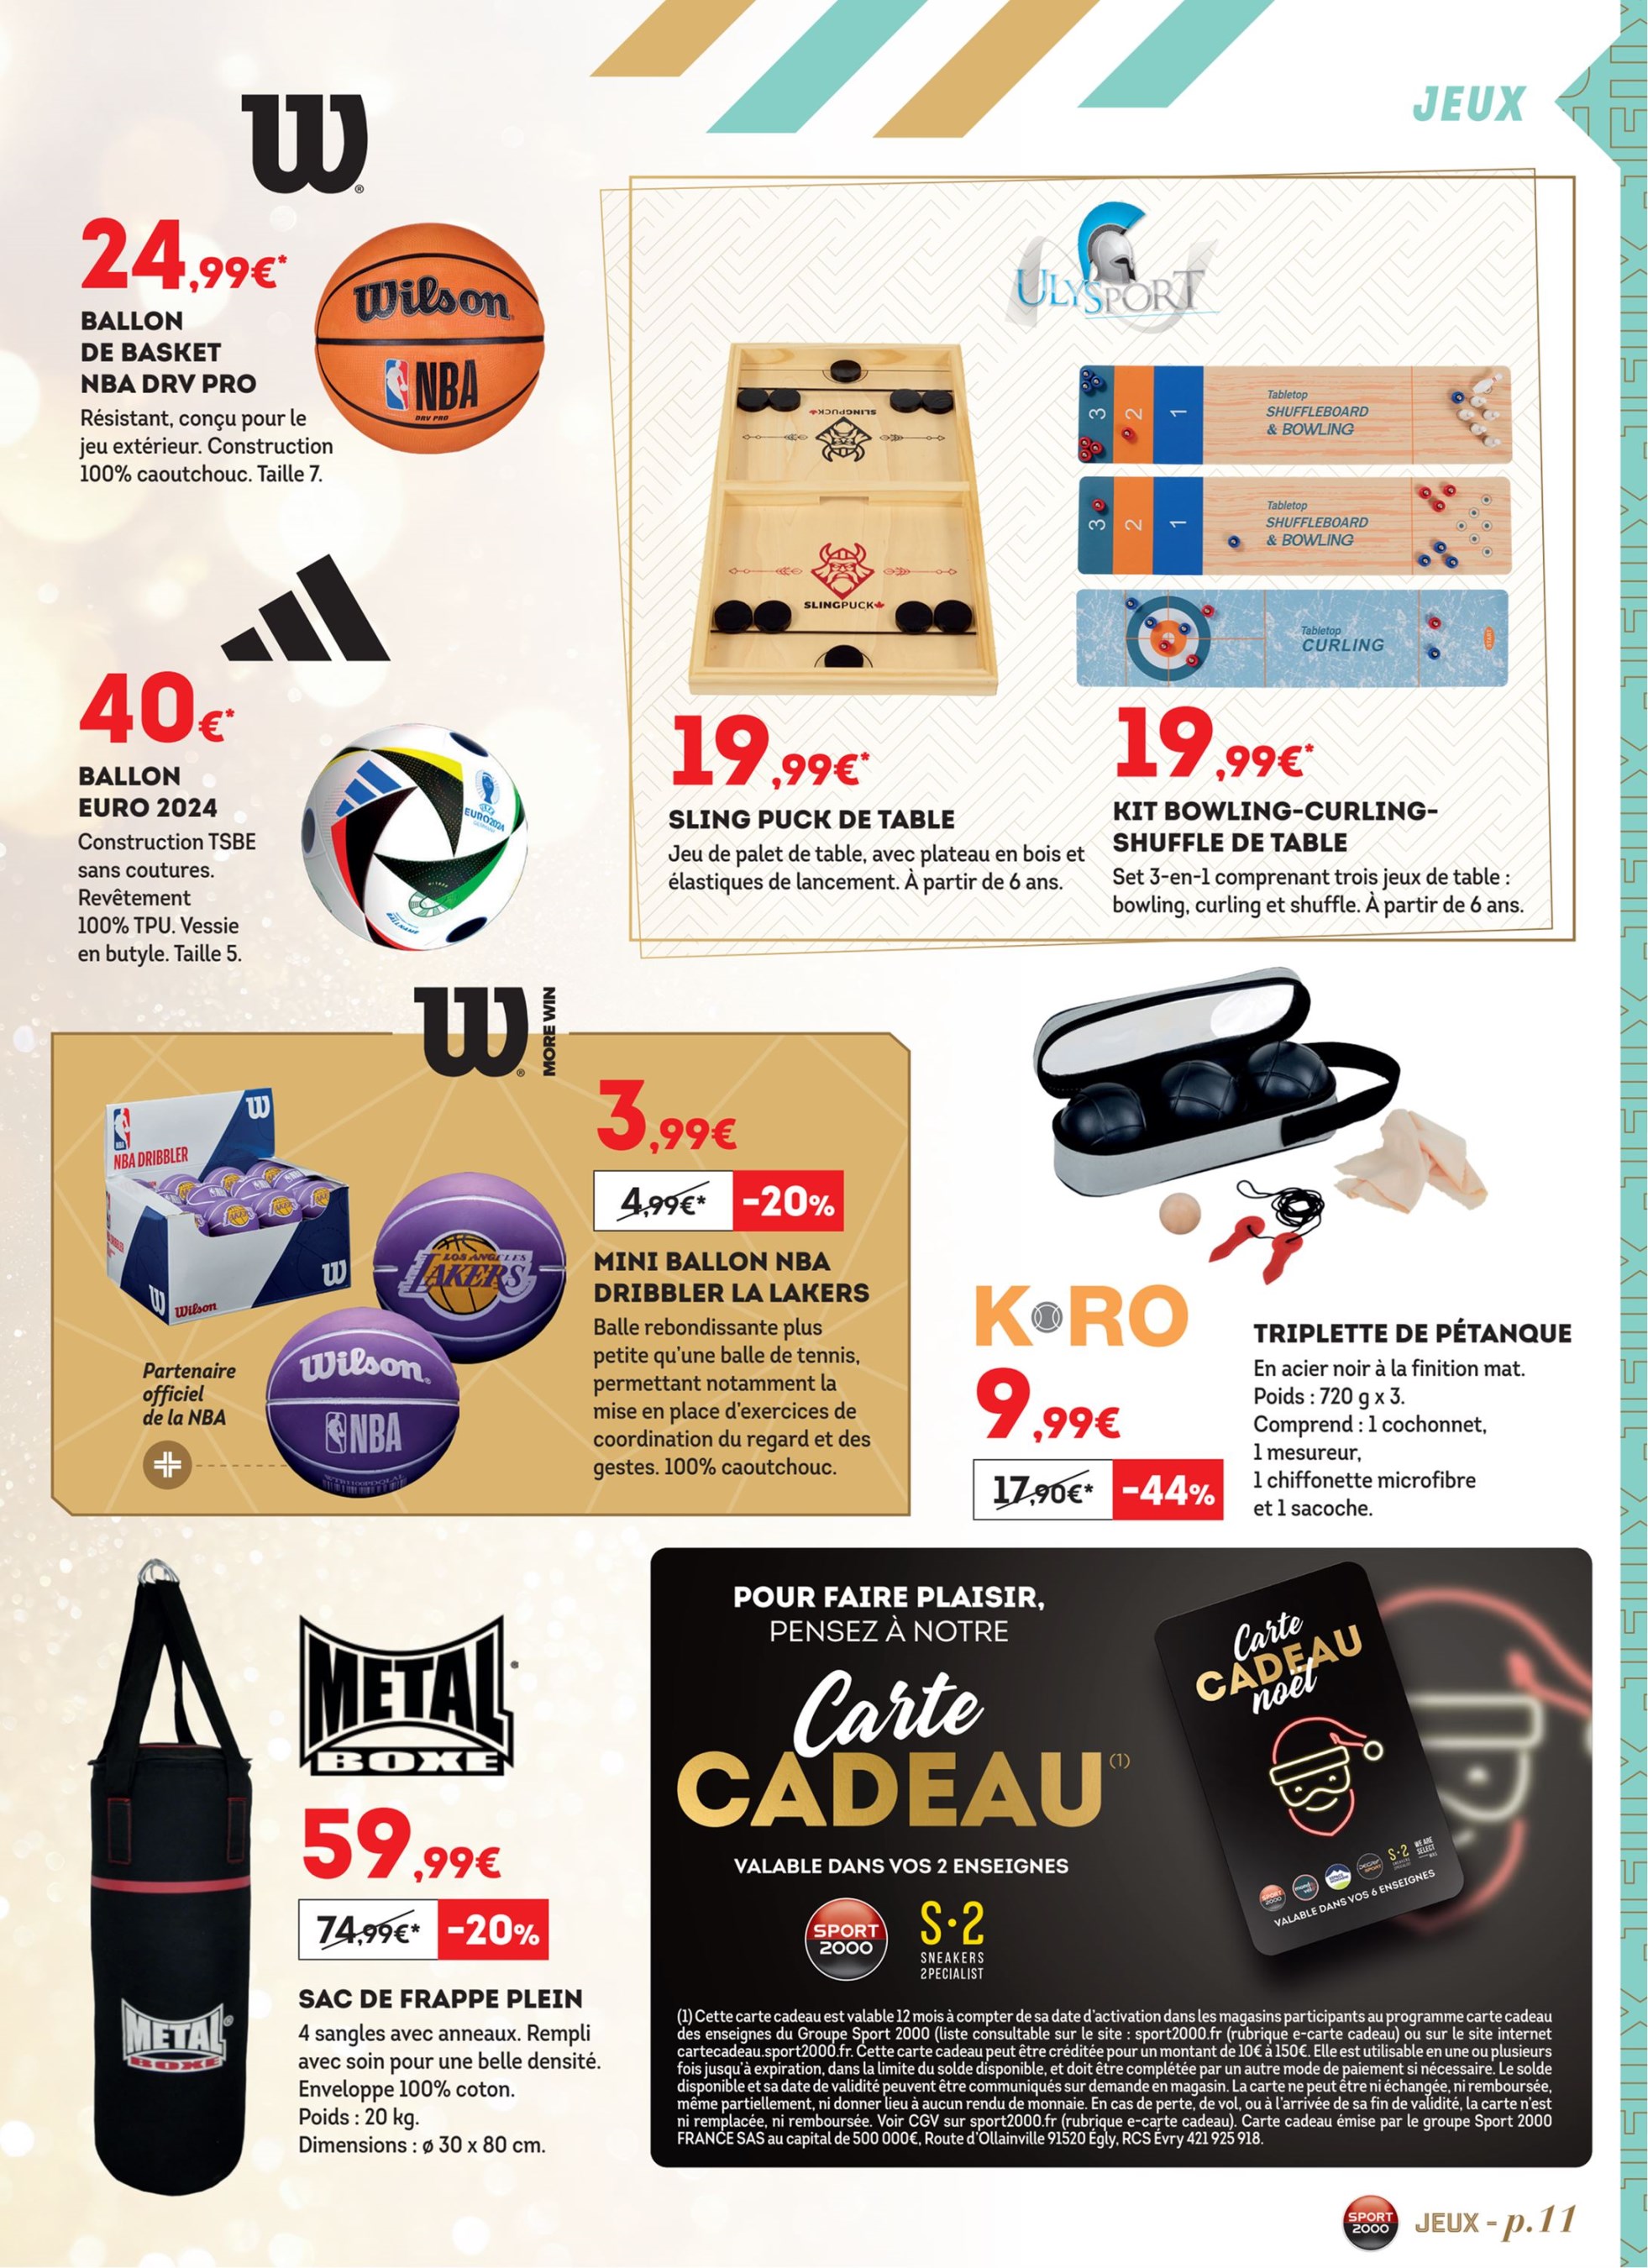 JEUX
W
24,99€*
BALLON
DE BASKET
NBA DRV PRO
Résistant, conçu pour le
jeu extérieur. Construction
100% caoutchouc. Taille 7.
Wilson
NBA
DRV PRO
ULYSPORT
SLINGPUCK
SLINGPUCK
3 2 1
Tabletop
SHUFFLEBOARD
& BOWLING
3 2 1
Tabletop
SHUFFLEBOARD
& BOWLING
Tabletop
CURLING
START
19,99€*
SLING PUCK DE TABLE
Jeu de palet de table, avec plateau en bois et
élastiques de lancement. À partir de 6 ans.
19,99€*
KIT BOWLING-CURLING-
SHUFFLE DE TABLE
Set 3-en-1 comprenant trois jeux de table :
bowling, curling et shuffle. À partir de 6 ans.
40€*
BALLON
EURO 2024
Construction TSBE
sans coutures.
Revêtement
100% TPU. Vessie
en butyle. Taille 5.
EURO2024
W
MORE WIN
NBA DRIBBLER
Wilson
LOS ANGELES
LAKERS
Wilson
NBA
Partenaire
officiel
de la NBA
3,99€
4,99€* -20%
MINI BALLON NBA
DRIBBLER LA LAKERS
Balle rebondissante plus
petite qu'une balle de tennis,
permettant notamment la
mise en place d'exercices de
coordination du regard et des
gestes. 100% caoutchouc.
KORO
9,99€
17,90€* -44%
TRIPLETTE DE PÉTANQUE
En acier noir à la finition mat.
Poids : 720 g x 3.
Comprend : 1 cochonnet,
1 mesureur,
1 chiffonette microfibre
et 1 sacoche.
METAL
BOXE
METAL
BOXE
59,99€
74,99€* -20%
SAC DE FRAPPE PLEIN
4 sangles avec anneaux. Rempli
avec soin pour une belle densité.
Enveloppe 100% coton.
Poids : 20 kg.
Dimensions : ø 30 x 80 cm.
POUR FAIRE PLAISIR,
PENSEZ À NOTRE
Carte
CADEAU(1)
VALABLE DANS VOS 2 ENSEIGNES
SPORT
2000
S·2
SNEAKERS
2PECIALIST
Carte
CADEAU
noël
VALABLE DANS VOS 6 ENSEIGNES
(1) Cette carte cadeau est valable 12 mois à compter de sa date d'activation dans les magasins participants au programme carte cadeau
des enseignes du Groupe Sport 2000 (liste consultable sur le site : sport2000.fr (rubrique e-carte cadeau) ou sur le site internet
cartecadeau.sport2000.fr. Cette carte cadeau peut être créditée pour un montant de 10€ à 150€. Elle est utilisable en une ou plusieurs
fois jusqu'à expiration, dans la limite du solde disponible, et doit être complétée par un autre mode de paiement si nécessaire. Le solde
disponible et sa date de validité peuvent être communiqués sur demande en magasin. La carte ne peut être ni échangée, ni remboursée,
même partiellement, ni donner lieu à aucun rendu de monnaie. En cas de perte, de vol, ou à l'arrivée de sa fin de validité, la carte n'est
ni remplacée, ni remboursée. Voir CGV sur sport2000.fr (rubrique e-carte cadeau). Carte cadeau émise par le groupe Sport 2000
FRANCE SAS au capital de 500 000€, Route d'Ollainville 91520 Égly, RCS Évry 421 925 918.
SPORT
2000
JEUX - p.11